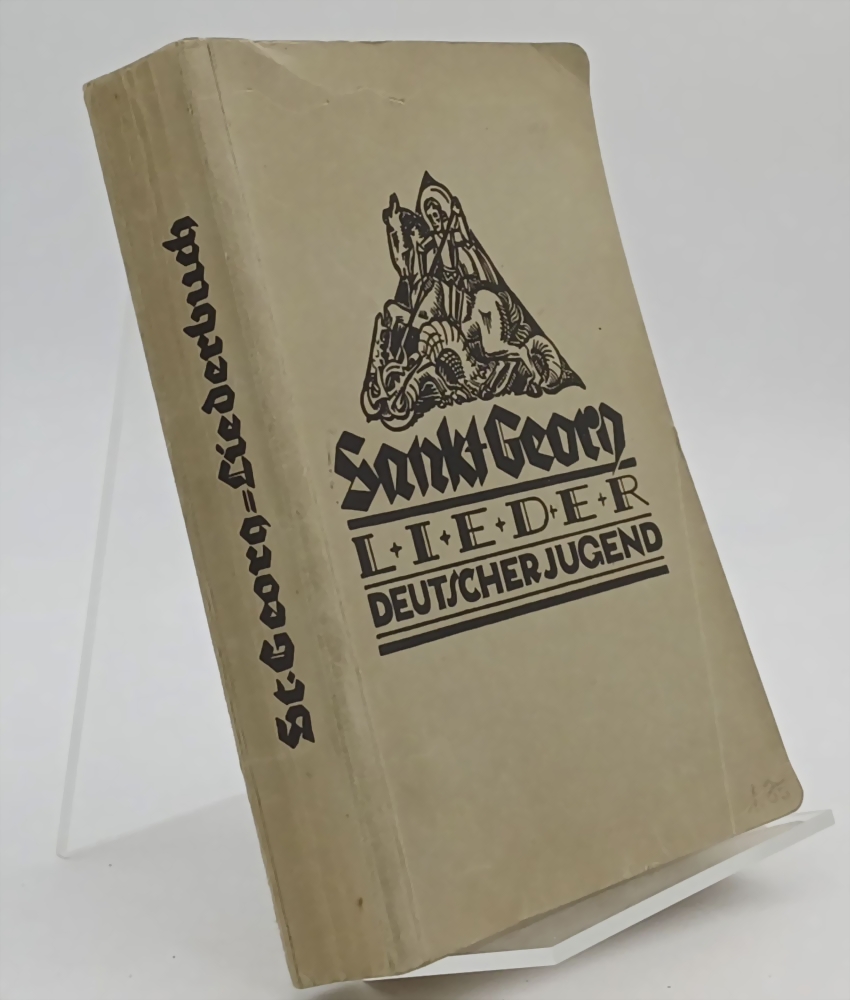 St. Georg=Liederbuch
Sankt Georg
L·I·E·D·E·R
DEUTSCHER JUGEND